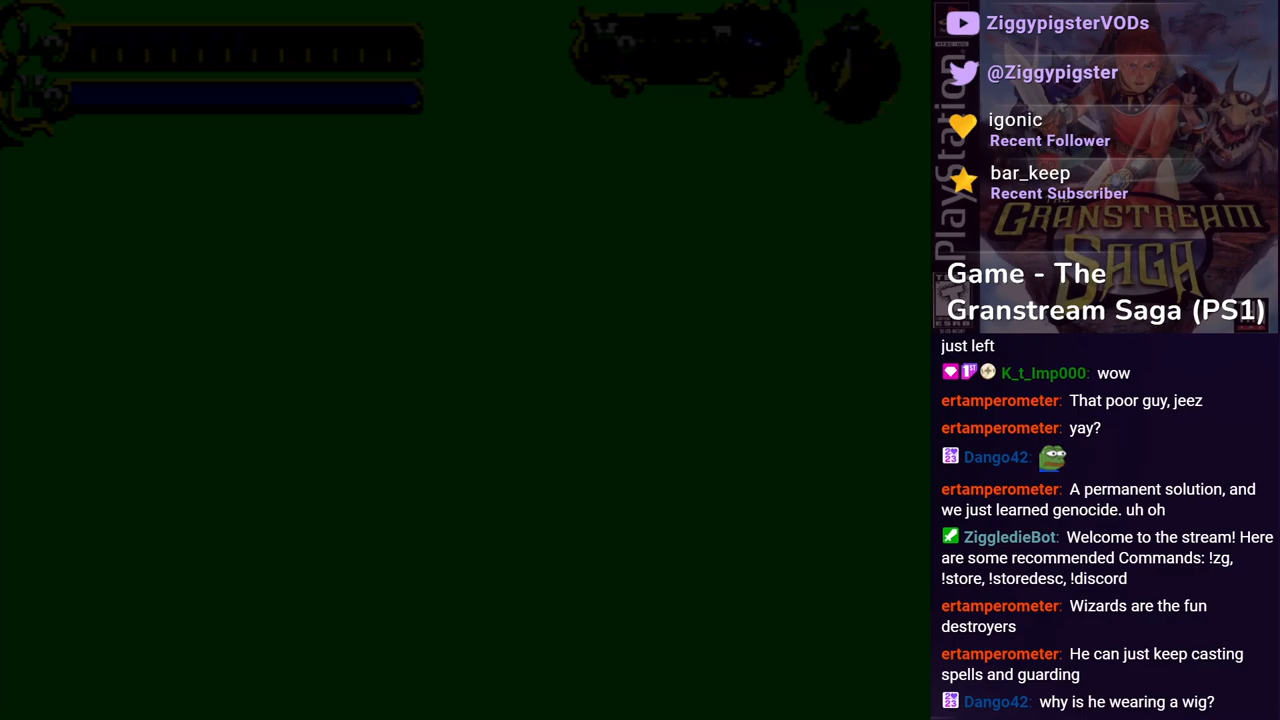 ZiggypigsterVODs
@Ziggypigster
igonic
Recent Follower
bar_keep
Recent Subscriber
PlayStation
THE
GRANSTREAM
SAGA
Game - The
Granstream Saga (PS1)
just left
K_t_Imp000: wow
ertamperometer: That poor guy, jeez
ertamperometer: yay?
Dango42:
ertamperometer: A permanent solution, and
we just learned genocide. uh oh
ZiggledieBot: Welcome to the stream! Here
are some recommended Commands: !zg,
!store, !storedesc, !discord
ertamperometer: Wizards are the fun
destroyers
ertamperometer: He can just keep casting
spells and guarding
Dango42: why is he wearing a wig?